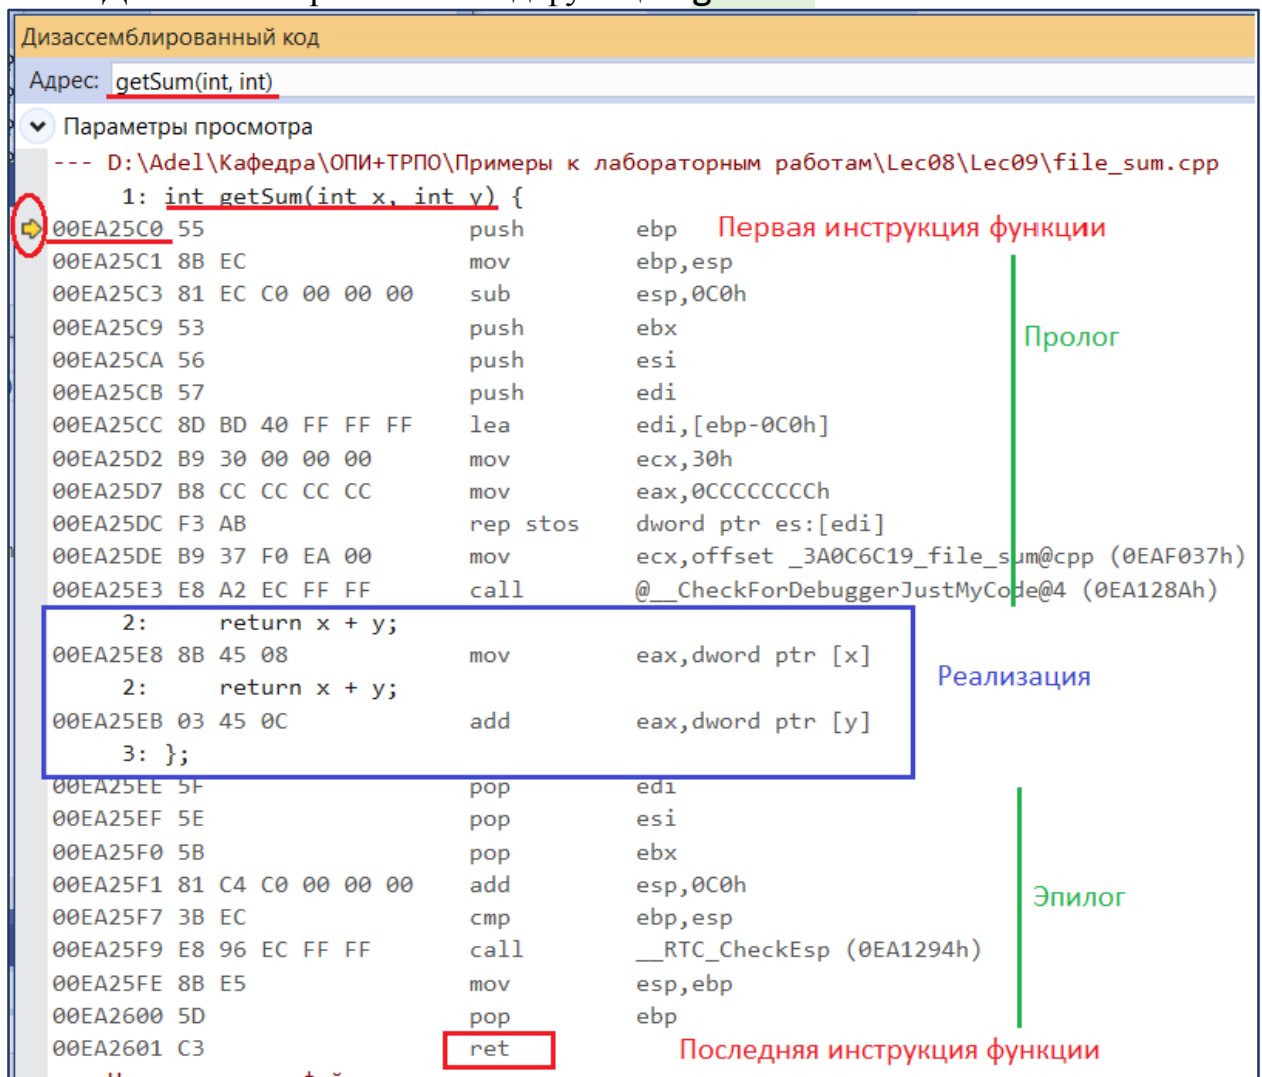 Дизассемблированный код
Адрес: getSum(int, int)
Параметры просмотра
--- D:\Adel\Кафедра\ОПИ+ТРПО\Примеры к лабораторным работам\Lec08\Lec09\file_sum.cpp
1: int getSum(int x, int y) {
00EA25C0 55 push ebp Первая инструкция функции
00EA25C1 8B EC mov ebp,esp
00EA25C3 81 EC C0 00 00 00 sub esp,0C0h
00EA25C9 53 push ebx
Пролог
00EA25CA 56 push esi
00EA25CB 57 push edi
00EA25CC 8D BD 40 FF FF FF lea edi,[ebp-0C0h]
00EA25D2 B9 30 00 00 00 mov ecx,30h
00EA25D7 B8 CC CC CC CC mov eax,0CCCCCCCCh
00EA25DC F3 AB rep stos dword ptr es:[edi]
00EA25DE B9 37 F0 EA 00 mov ecx,offset _3A0C6C19_file_sum@cpp (0EAF037h)
00EA25E3 E8 A2 EC FF FF call @__CheckForDebuggerJustMyCode@4 (0EA128Ah)
2: return x + y;
00EA25E8 8B 45 08 mov eax,dword ptr [x]
Реализация
2: return x + y;
00EA25EB 03 45 0C add eax,dword ptr [y]
3: };
00EA25EE 5F pop edi
00EA25EF 5E pop esi
00EA25F0 5B pop ebx
00EA25F1 81 C4 C0 00 00 00 add esp,0C0h
Эпилог
00EA25F7 3B EC cmp ebp,esp
00EA25F9 E8 96 EC FF FF call __RTC_CheckEsp (0EA1294h)
00EA25FE 8B E5 mov esp,ebp
00EA2600 5D pop ebp
00EA2601 C3 ret Последняя инструкция функции